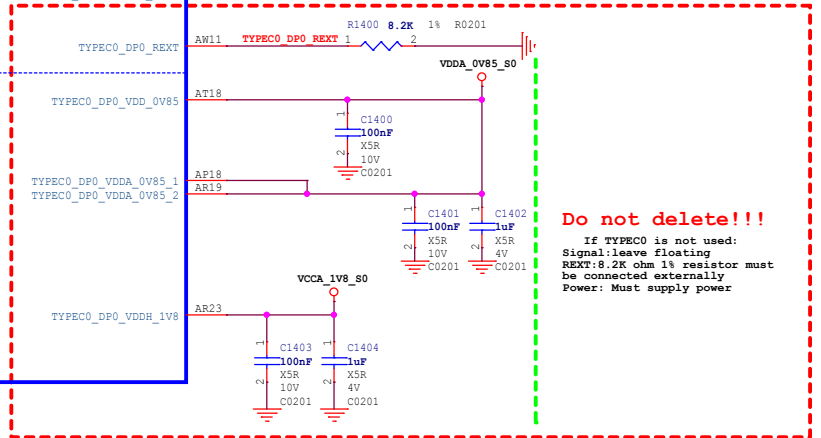 R1400 8.2K 1% R0201
TYPEC0_DP0_REXT AW11 TYPEC0_DP0_REXT 1 2
VDDA_0V85_S0
TYPEC0_DP0_VDD_0V85 AT18
C1400
1 100nF
X5R
2 10V
C0201
TYPEC0_DP0_VDDA_0V85_1 AP18
TYPEC0_DP0_VDDA_0V85_2 AR19
C1401 C1402
1 100nF 1 1uF
X5R X5R
2 10V 2 4V
C0201 C0201
Do not delete!!!
If TYPEC0 is not used:
Signal:leave floating
REXT:8.2K ohm 1% resistor must
be connected externally
Power: Must supply power
VCCA_1V8_S0
TYPEC0_DP0_VDDH_1V8 AR23
C1403 C1404
1 100nF 1 1uF
X5R X5R
2 10V 2 4V
C0201 C0201